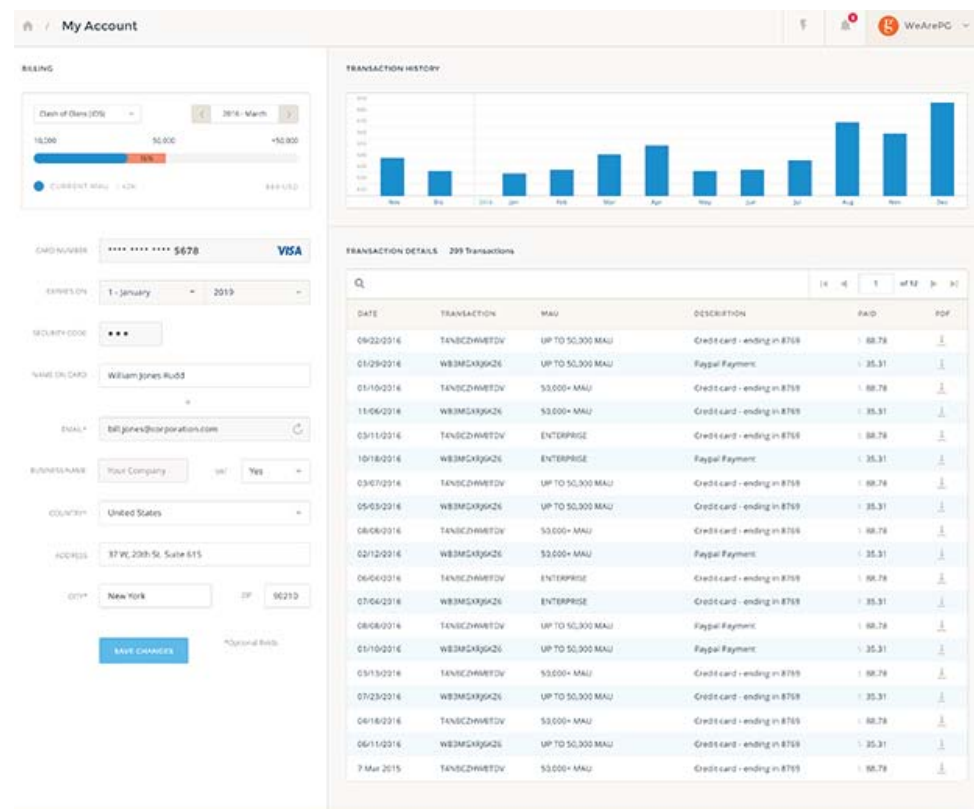 / My Account
WeArePG
BILLING
Clash of Clans (iOS)
2016 - March
10,000 50,000 +50,000
CURRENT MAU
USD
CARD NUMBER •••• •••• •••• 5678 VISA
EXPIRES ON 1 - January 2019
SECURITY CODE •••
NAME ON CARD William Jones Rudd
EMAIL* bill.jones@corporation.com
BUSINESS NAME Your Company Yes
COUNTRY* United States
ADDRESS 37 W, 20th St, Suite 615
CITY* New York ZIP 90210
SAVE CHANGES *Optional fields
TRANSACTION HISTORY
Nov 2016 Jan Feb Mar Apr May Jun Jul Aug Nov Dec
TRANSACTION DETAILS 299 Transactions
1 of 12
DATE TRANSACTION MAU DESCRIPTION PAID PDF
09/22/2016 UP TO 50,000 MAU Credit card - ending in 8769 88.78
01/29/2016 UP TO 50,000 MAU Paypal Payment 35.31
01/10/2016 50,000+ MAU Credit card - ending in 8769 88.78
11/06/2016 50,000+ MAU Credit card - ending in 8769 35.31
03/11/2016 ENTERPRISE Credit card - ending in 8769 88.78
10/18/2016 ENTERPRISE Paypal Payment 35.31
03/07/2016 UP TO 50,000 MAU Credit card - ending in 8769 88.78
05/03/2016 UP TO 50,000 MAU Credit card - ending in 8769 35.31
08/08/2016 50,000+ MAU Credit card - ending in 8769 88.78
02/12/2016 50,000+ MAU Paypal Payment 35.31
06/06/2016 ENTERPRISE Credit card - ending in 8769 88.78
07/04/2016 ENTERPRISE Credit card - ending in 8769 35.31
08/08/2016 UP TO 50,000 MAU Paypal Payment 88.78
01/10/2016 UP TO 50,000 MAU Paypal Payment 35.31
03/13/2016 50,000+ MAU Credit card - ending in 8769 88.78
07/23/2016 UP TO 50,000 MAU Credit card - ending in 8769 35.31
04/18/2016 50,000+ MAU Credit card - ending in 8769 88.78
06/11/2016 UP TO 50,000 MAU Credit card - ending in 8769 35.31
7 Mar 2015 50,000+ MAU Credit card - ending in 8769 88.78